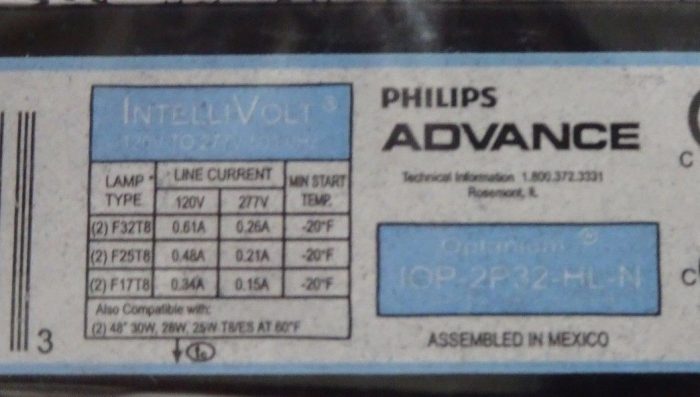 INTELLIVOLT®
120 TO 277V
LAMP TYPE LINE CURRENT MIN START TEMP.
120V 277V
(2) F32T8 0.61A 0.26A -20°F
(2) F25T8 0.48A 0.21A -20°F
(2) F17T8 0.34A 0.15A -20°F
Also Compatible with:
(2) 48" 30W, 28W, 25W T8/ES AT 60°F
3
PHILIPS
ADVANCE
Technical Information 1.800.372.3331
Rosemont, IL
Optanium®
IOP-2P32-HL-N
ASSEMBLED IN MEXICO
C
C